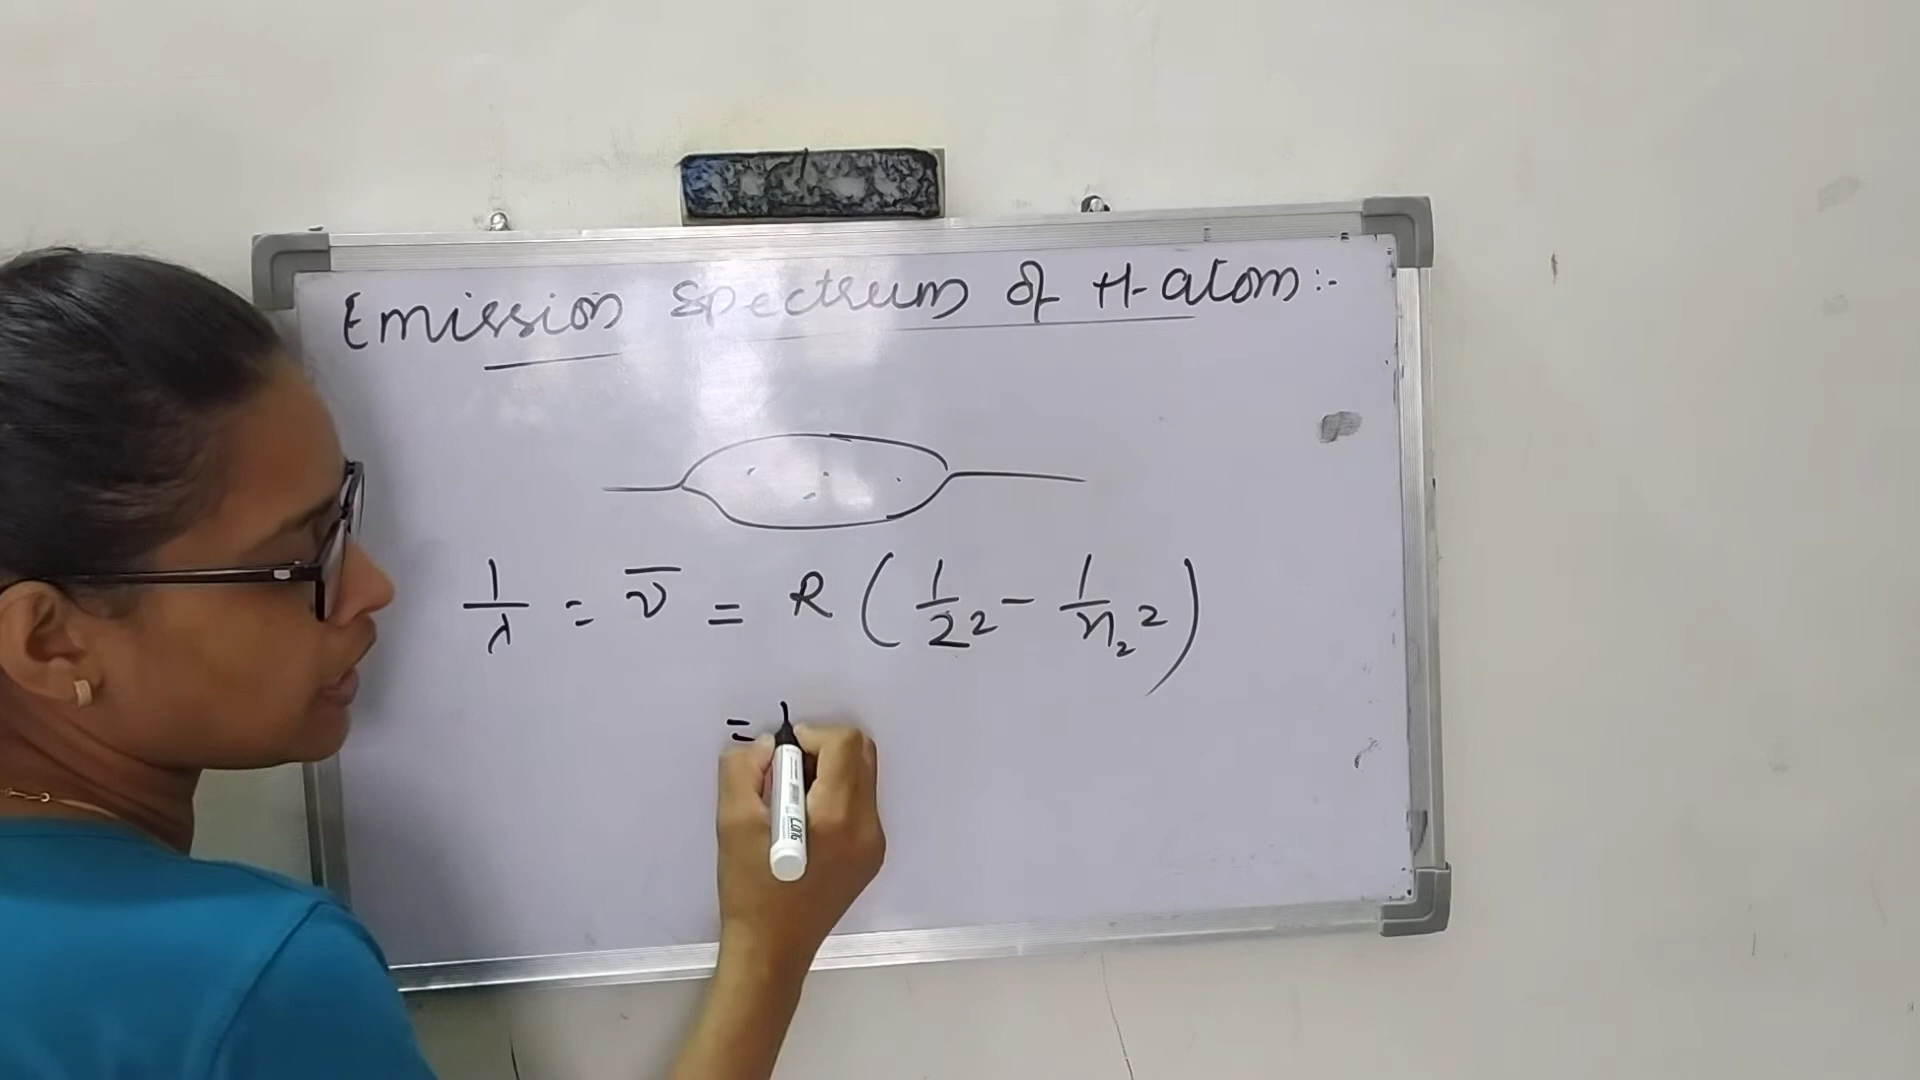 Emission Spectrum of H-atom:-
1/λ = ν̅ = R (1/2² - 1/n₂²)
=